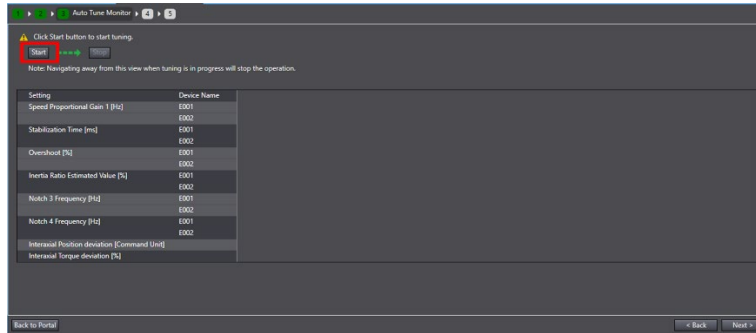 1 2 3 Auto Tune Monitor 4 5
Click Start button to start tuning.
Start Stop
Note: Navigating away from this view when tuning is in progress will stop the operation.
Setting Device Name
Speed Proportional Gain 1 [Hz] E001
E002
Stabilization Time [ms] E001
E002
Overshoot [%] E001
E002
Inertia Ratio Estimated Value [%] E001
E002
Notch 3 Frequency [Hz] E001
E002
Notch 4 Frequency [Hz] E001
E002
Interaxial Position deviation [Command Unit]
Interaxial Torque deviation [%]
Back to Portal < Back Next >